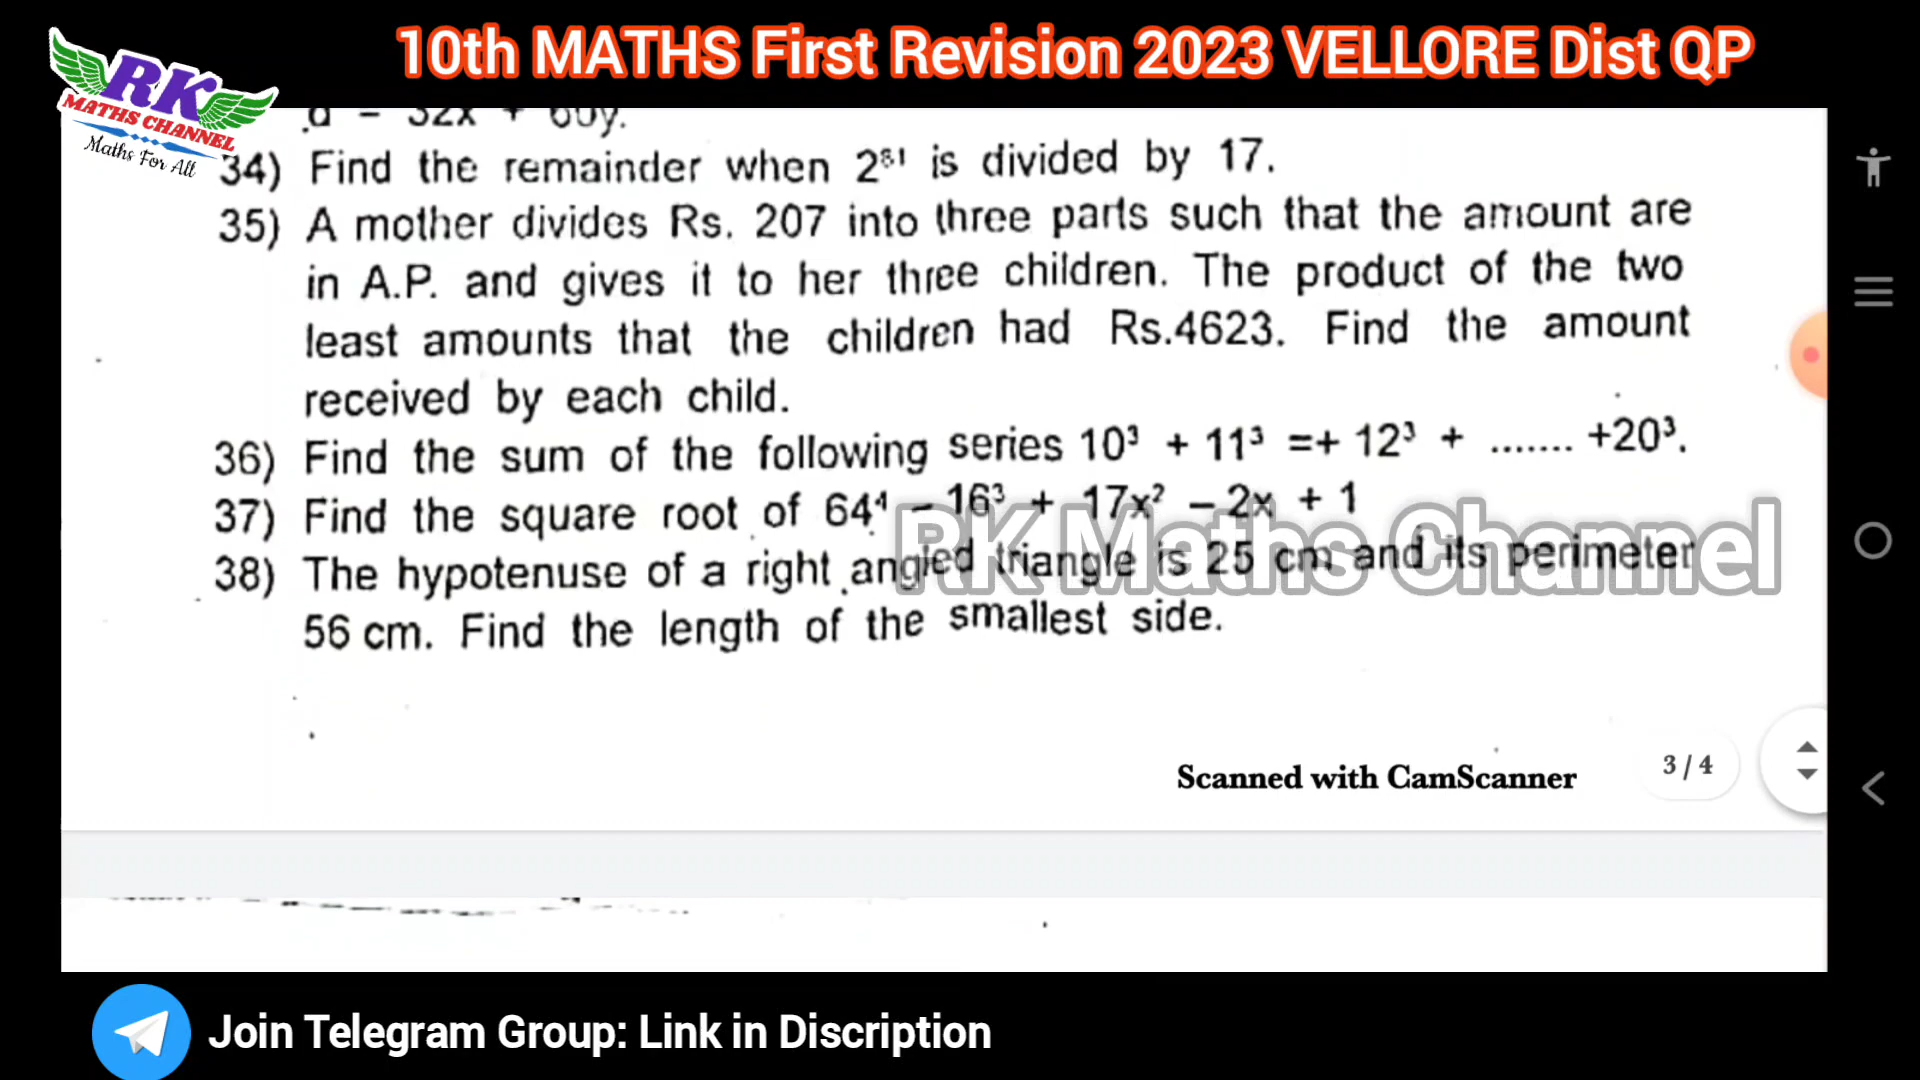 10th MATHS First Revision 2023 VELLORE Dist QP
RK
MATHS CHANNEL
Maths For All
d = 32x + 60y.
34) Find the remainder when 2⁸¹ is divided by 17.
35) A mother divides Rs. 207 into three parts such that the amount are
in A.P. and gives it to her three children. The product of the two
least amounts that the children had Rs.4623. Find the amount
received by each child.
36) Find the sum of the following series 10³ + 11³ =+ 12³ + ....... +20³.
37) Find the square root of 64⁴ – 16³ + 17x² – 2x + 1
RK Maths Channel
38) The hypotenuse of a right angled triangle is 25 cm and its perimeter
56 cm. Find the length of the smallest side.
Scanned with CamScanner
3 / 4
Join Telegram Group: Link in Discription